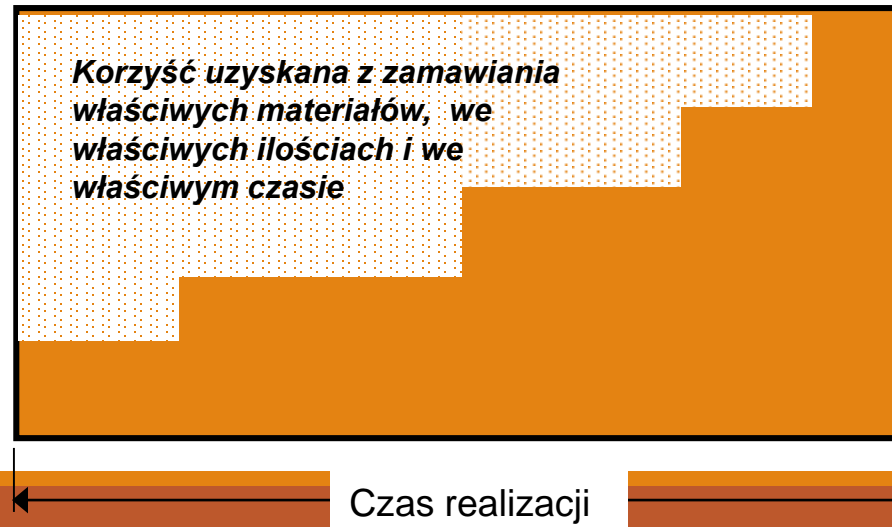 Korzyść uzyskana z zamawiania
właściwych materiałów,  we
właściwych ilościach i we
właściwym czasie
Czas realizacji